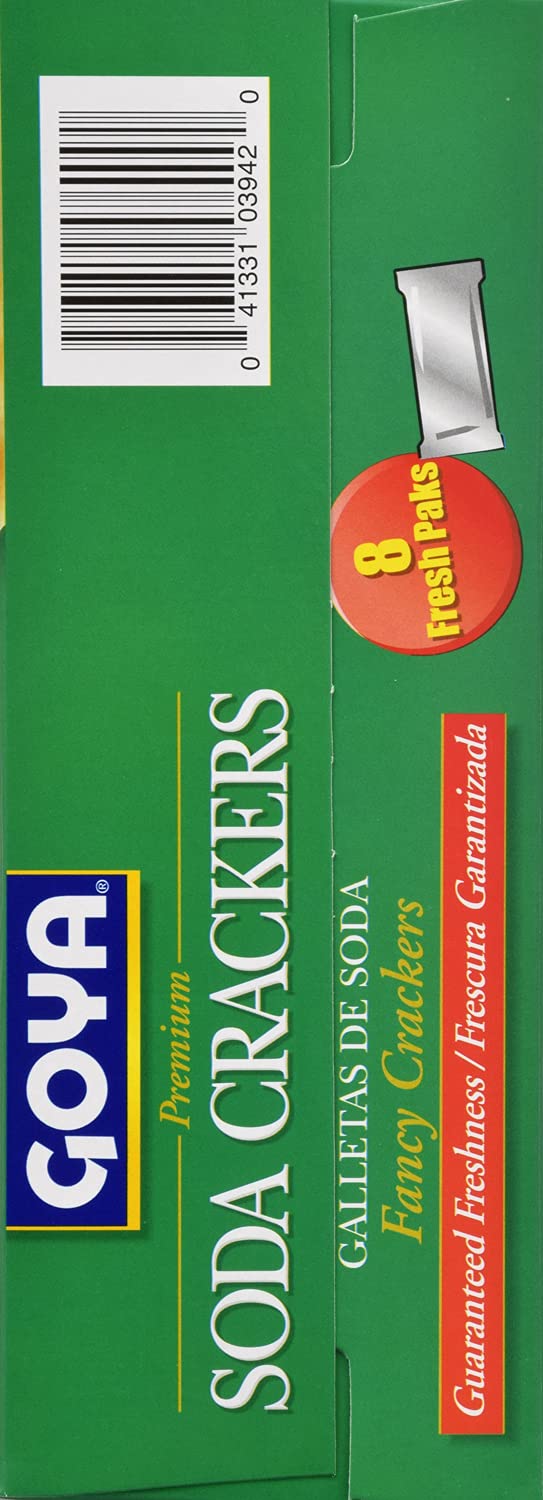 GOYA®
Premium
SODA CRACKERS
GALLETAS DE SODA
Fancy Crackers
Guaranteed Freshness / Frescura Garantizada
8
Fresh Paks
0 41331 03942 0